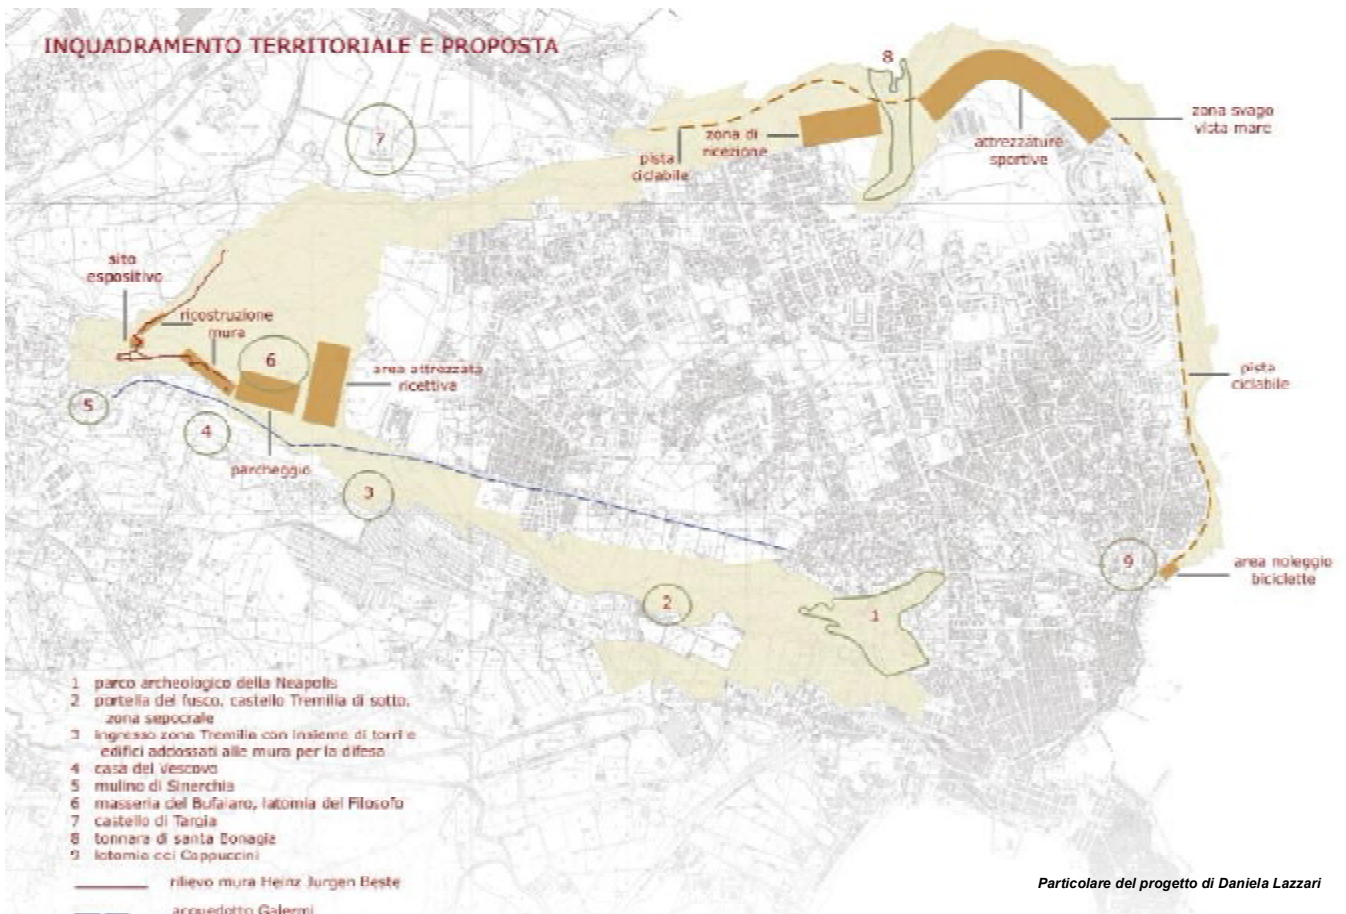 INQUADRAMENTO TERRITORIALE E PROPOSTA
8
7
zona svago
vista mare
zona di
ricezione
attrezzature
sportive
pista
ciclabile
sito
espositivo
ricostruzione
mura
6
area attrezzata
ricettiva
pista
ciclabile
5
4
parcheggio
3
9
area noleggio
biciclette
2
1
1 parco archeologico della Neapolis
2 portella del fusco, castello Tremilia di sotto,
zona sepocrale
3 ingresso zona Tremilia con insieme di torri e
edifici addossati alle mura per la difesa
4 casa del Vescovo
5 mulino di Sinerchia
6 masseria del Bufalaro, latomia del Filosofo
7 castello di Targia
8 tonnara di santa Bonagia
9 latomia dei Cappuccini
rilievo mura Heinz Jurgen Beste
acquedotto Galermi
Particolare del progetto di Daniela Lazzari